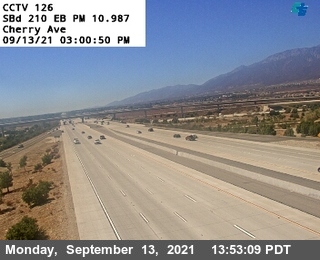 CCTV 126
SBd 210 EB PM 10.987
Cherry Ave
09/13/21 03:00:50 PM
Monday, September 13, 2021 13:53:09 PDT